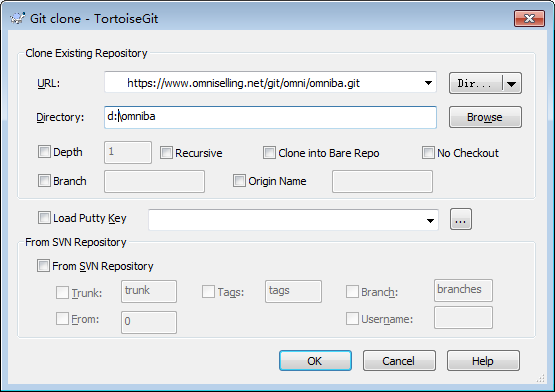 Git clone - TortoiseGit
Clone Existing Repository
URL: https://www.omniselling.net/git/omni/omniba.git Dir...
Directory: d:\omniba Browse
Depth 1 Recursive Clone into Bare Repo No Checkout
Branch Origin Name
Load Putty Key ...
From SVN Repository
From SVN Repository
Trunk: trunk Tags: tags Branch: branches
From: 0 Username:
OK Cancel Help